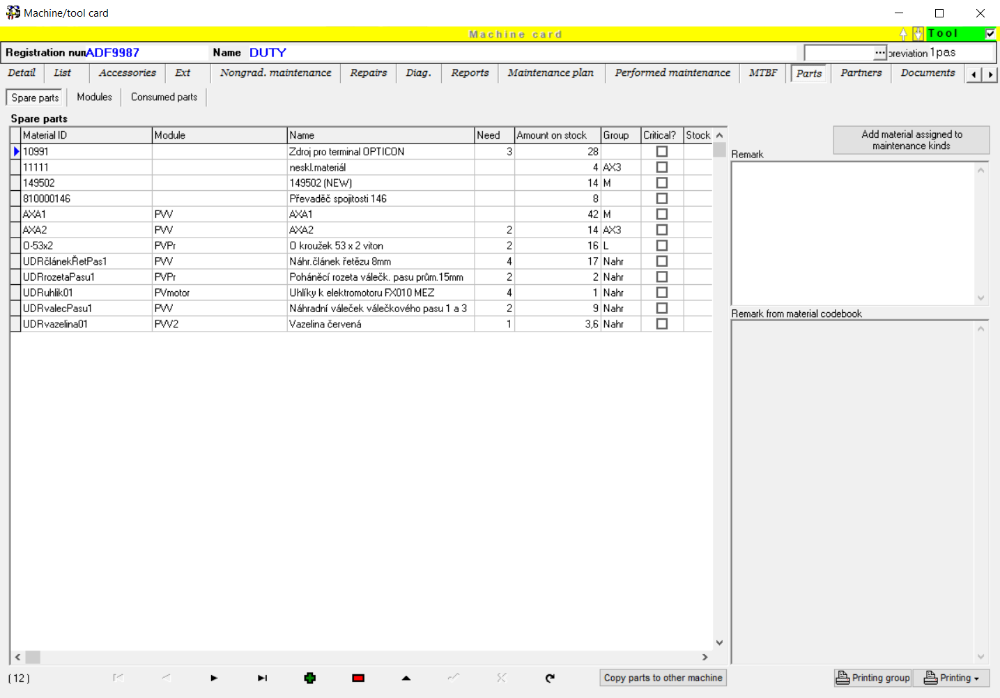 Machine/tool card
Machine card
Tool
Registration num ADF9987 Name DUTY ... breviation 1pas
Detail List Accessories Ext Nongrad. maintenance Repairs Diag. Reports Maintenance plan Performed maintenance MTBF Parts Partners Documents
Spare parts Modules Consumed parts
Spare parts
Material ID Module Name Need Amount on stock Group Critical? Stock
10991 Zdroj pro terminal OPTICON 3 28
11111 neskl.materiál 4 AX3
149502 149502 (NEW) 14 M
810000146 Převaděč spojitosti 146 8
AXA1 PVV AXA1 42 M
AXA2 PVV AXA2 2 14 AX3
O-53x2 PVPr O kroužek 53 x 2 viton 2 16 L
UDRčlánekŘetPas1 PVV Náhr.článek řetězu 8mm 4 17 Nahr
UDRrozetaPasu1 PVPr Poháněcí rozeta válečk. pasu prům.15mm 2 2 Nahr
UDRuhlik01 PVmotor Uhlíky k elektromotoru FX010 MEZ 4 1 Nahr
UDRvalecPasu1 PVV Náhradní váleček válečkového pasu 1 a 3 2 9 Nahr
UDRvazelina01 PVV2 Vazelina červená 1 3,6 Nahr
Add material assigned to
maintenance kinds
Remark
Remark from material codebook
(12)
Copy parts to other machine
Printing group
Printing